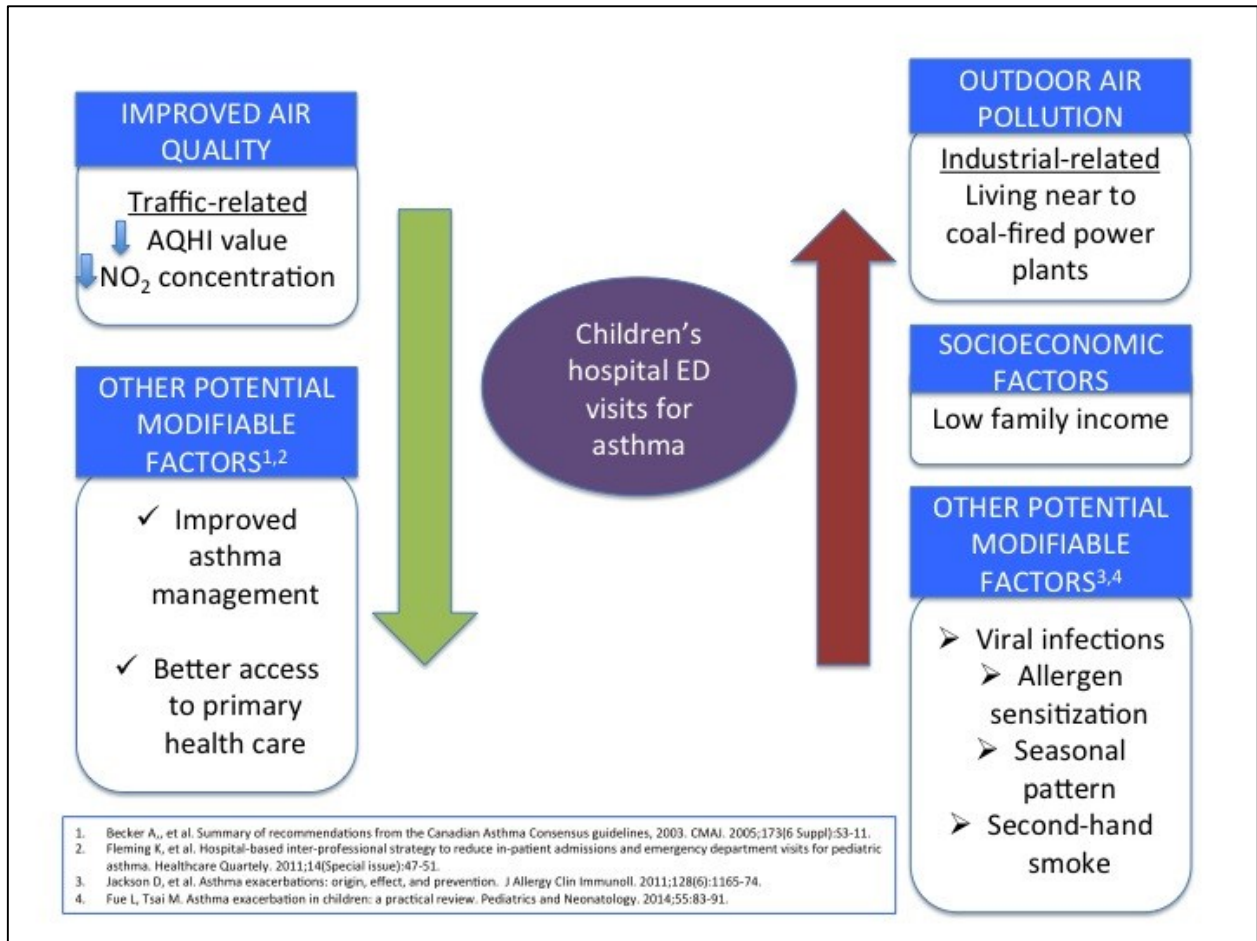 IMPROVED AIR
QUALITY
Traffic-related
AQHI value
NO₂ concentration
OTHER POTENTIAL
MODIFIABLE
FACTORS¹,²
✓ Improved
asthma
management
✓ Better access
to primary
health care
Children's
hospital ED
visits for
asthma
OUTDOOR AIR
POLLUTION
Industrial-related
Living near to
coal-fired power
plants
SOCIOECONOMIC
FACTORS
Low family income
OTHER POTENTIAL
MODIFIABLE
FACTORS³,⁴
➢ Viral infections
➢ Allergen
sensitization
➢ Seasonal
pattern
➢ Second-hand
smoke
1. Becker A,, et al. Summary of recommendations from the Canadian Asthma Consensus guidelines, 2003. CMAJ. 2005;173(6 Suppl):S3-11.
2. Fleming K, et al. Hospital-based inter-professional strategy to reduce in-patient admissions and emergency department visits for pediatric
asthma. Healthcare Quartely. 2011;14(Special issue):47-51.
3. Jackson D, et al. Asthma exacerbations: origin, effect, and prevention. J Allergy Clin Immunoll. 2011;128(6):1165-74.
4. Fue L, Tsai M. Asthma exacerbation in children: a practical review. Pediatrics and Neonatology. 2014;55:83-91.